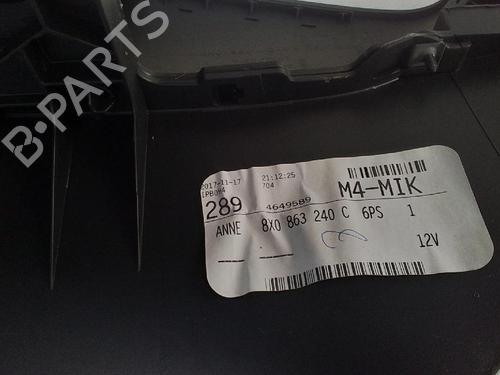 B-PARTS
2017-11-17 21:12:25
IPB0H4 704
289 4649589 M4-MIK
ANNE 8X0 863 240 C 6PS 1
12V